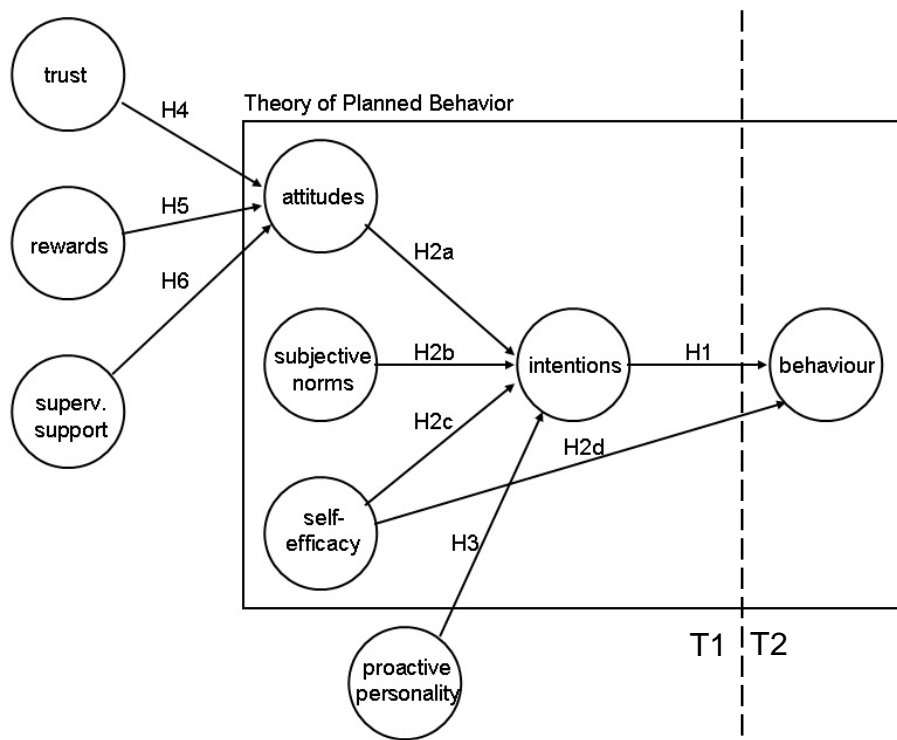 trust
H4
Theory of Planned Behavior
attitudes
H5
rewards
H2a
H6
subjective
norms
H2b
intentions
H1
behaviour
superv.
support
H2c
H2d
self-
efficacy
H3
T1
T2
proactive
personality